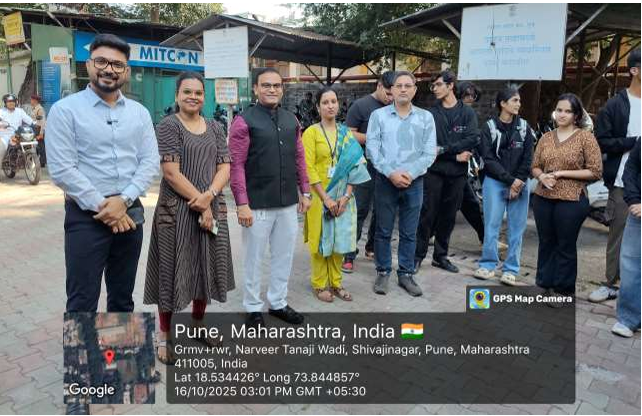 MITCON
GPS Map Camera
Pune, Maharashtra, India 🇮🇳
Grmv+rwr, Narveer Tanaji Wadi, Shivajinagar, Pune, Maharashtra
411005, India
Lat 18.534426° Long 73.844857°
16/10/2025 03:01 PM GMT +05:30
Google